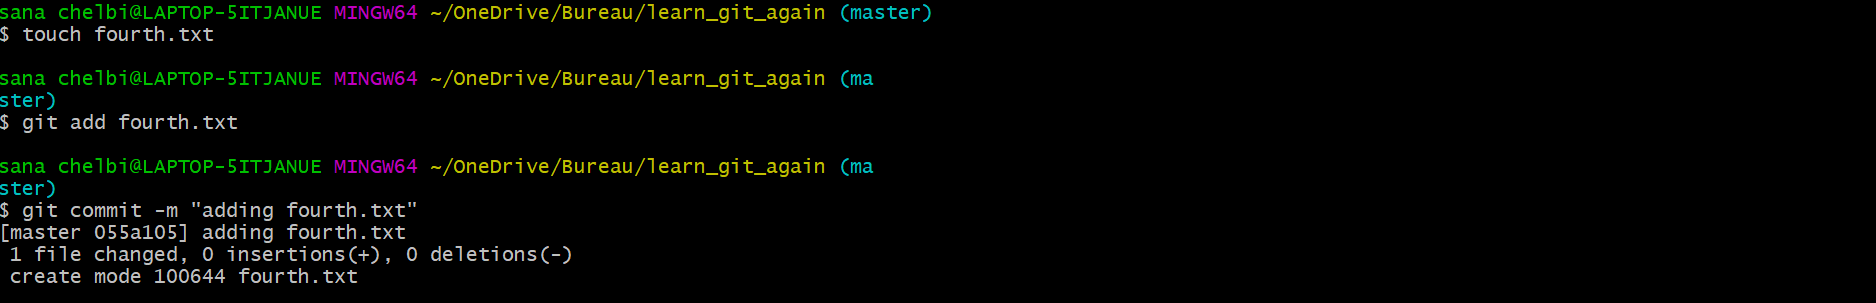 sana chelbi@LAPTOP-5ITJANUE MINGW64 ~/OneDrive/Bureau/learn_git_again (master)
$ touch fourth.txt
sana chelbi@LAPTOP-5ITJANUE MINGW64 ~/OneDrive/Bureau/learn_git_again (ma
ster)
$ git add fourth.txt
sana chelbi@LAPTOP-5ITJANUE MINGW64 ~/OneDrive/Bureau/learn_git_again (ma
ster)
$ git commit -m "adding fourth.txt"
[master 055a105] adding fourth.txt
 1 file changed, 0 insertions(+), 0 deletions(-)
 create mode 100644 fourth.txt